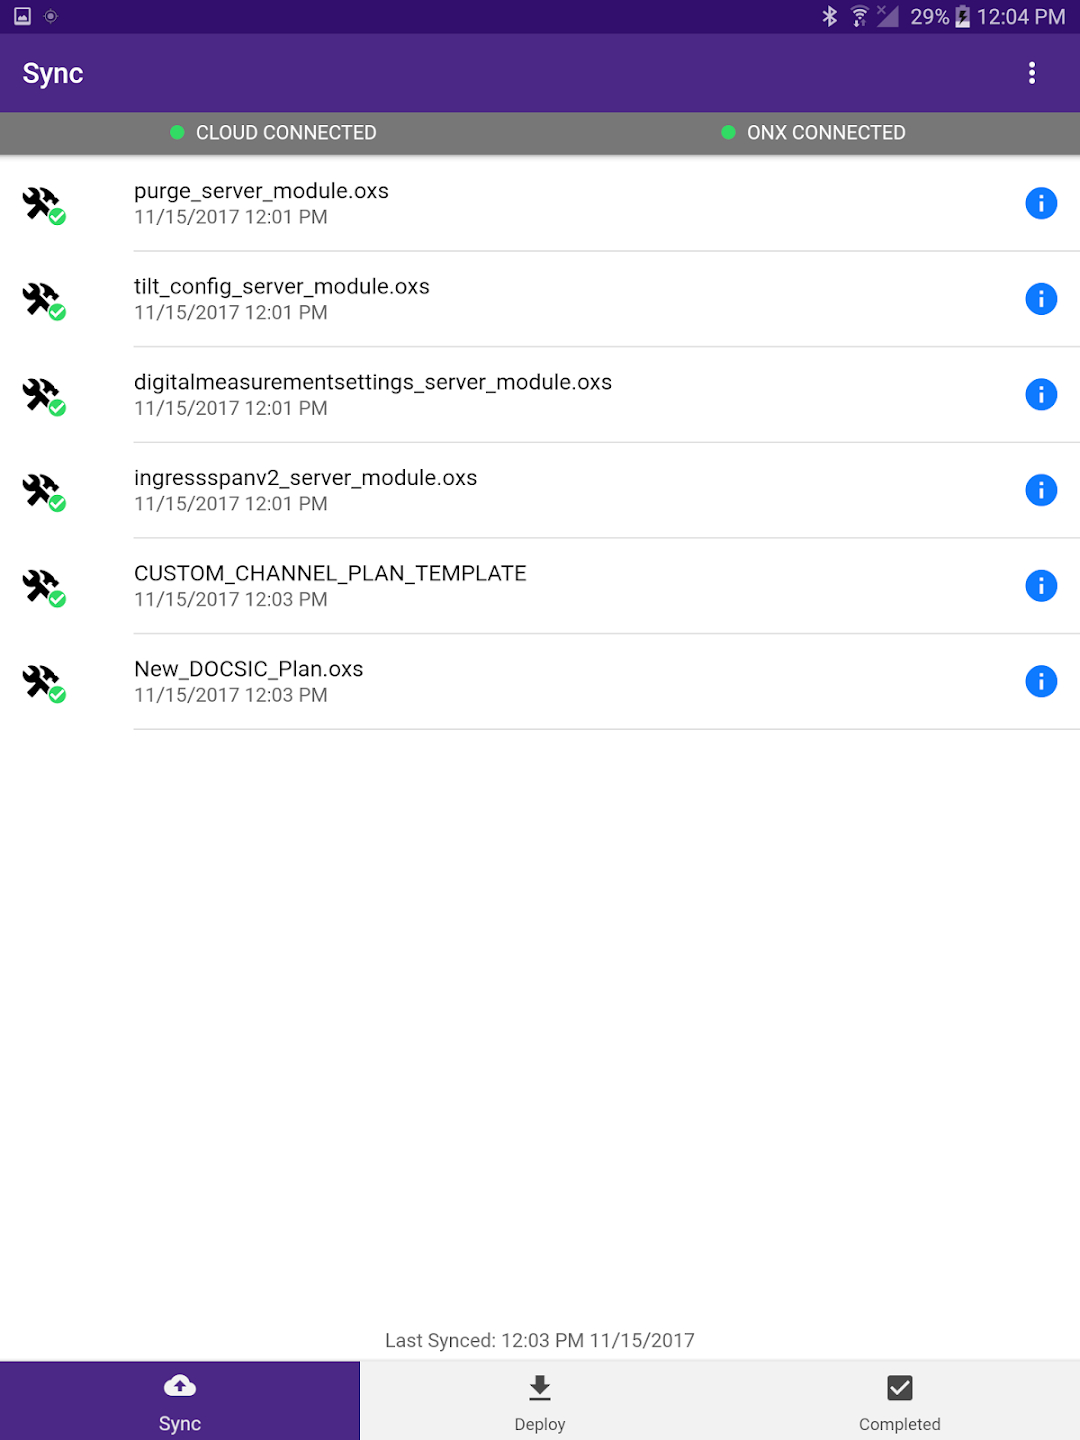 29% 12:04 PM
Sync
CLOUD CONNECTED ONX CONNECTED
purge_server_module.oxs
11/15/2017 12:01 PM
tilt_config_server_module.oxs
11/15/2017 12:01 PM
digitalmeasurementsettings_server_module.oxs
11/15/2017 12:01 PM
ingressspanv2_server_module.oxs
11/15/2017 12:01 PM
CUSTOM_CHANNEL_PLAN_TEMPLATE
11/15/2017 12:03 PM
New_DOCSIC_Plan.oxs
11/15/2017 12:03 PM
Last Synced: 12:03 PM 11/15/2017
Sync Deploy Completed